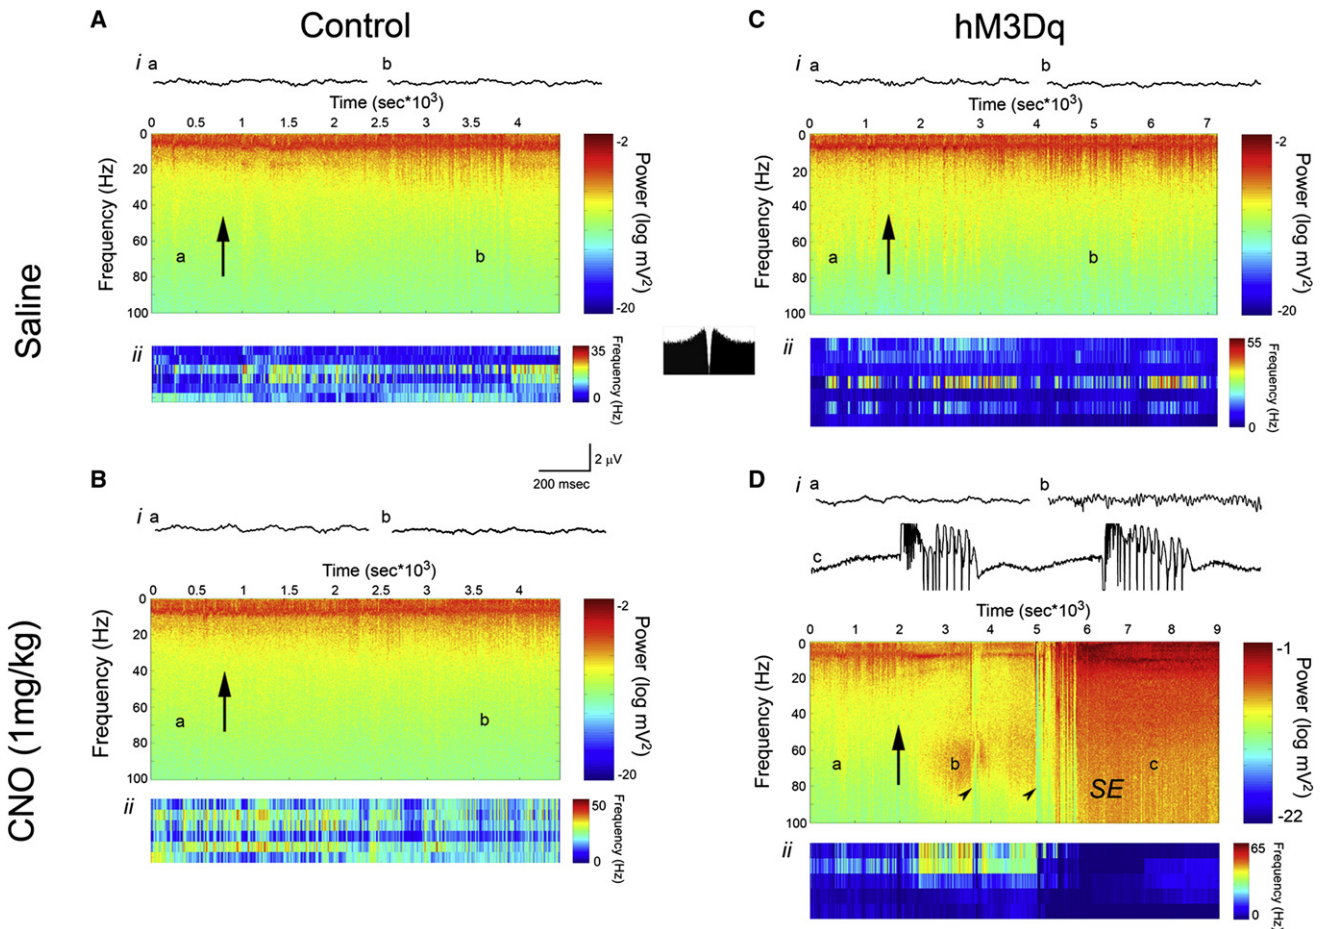 Control
hM3Dq
Saline
CNO (1mg/kg)
A
i a
b
Time (sec*10³)
0 0.5 1 1.5 2 2.5 3 3.5 4
Frequency (Hz)
0
20
40
60
80
100
a
b
-2
Power (log mV²)
-20
ii
35
0
Frequency (Hz)
2 µV
200 msec
B
i a
b
Time (sec*10³)
0 0.5 1 1.5 2 2.5 3 3.5 4
Frequency (Hz)
0
20
40
60
80
100
a
b
-2
Power (log mV²)
-20
ii
50
0
Frequency (Hz)
C
i a
b
Time (sec*10³)
0 1 2 3 4 5 6 7
Frequency (Hz)
0
20
40
60
80
100
a
b
-2
Power (log mV²)
-20
ii
55
0
Frequency (Hz)
D
i a
b
c
Time (sec*10³)
0 1 2 3 4 5 6 7 8 9
Frequency (Hz)
0
20
40
60
80
100
a
b
c
SE
-1
Power (log mV²)
-22
ii
65
0
Frequency (Hz)